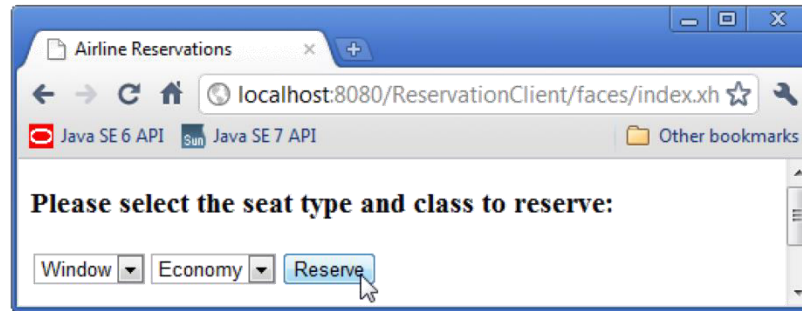 Airline Reservations
localhost:8080/ReservationClient/faces/index.xh
Java SE 6 API Sun Java SE 7 API Other bookmarks
Please select the seat type and class to reserve:
Window Economy Reserve